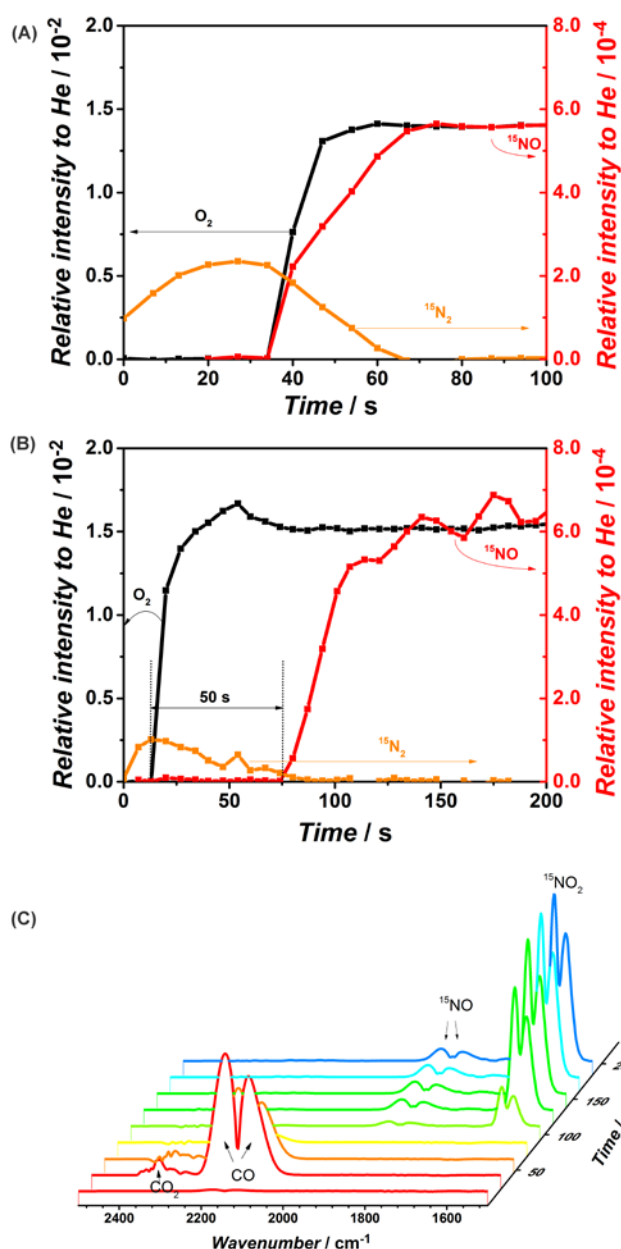 (A)
Relative intensity to He / 10⁻²
2.0
1.5
1.0
0.5
0.0
O₂
¹⁵NO
¹⁵N₂
8.0
6.0
4.0
2.0
0.0
Relative intensity to He / 10⁻⁴
0 20 40 60 80 100
Time / s
(B)
Relative intensity to He / 10⁻²
2.0
1.5
1.0
0.5
0.0
O₂
50 s
¹⁵NO
¹⁵N₂
8.0
6.0
4.0
2.0
0.0
Relative intensity to He / 10⁻⁴
0 50 100 150 200
Time / s
(C)
¹⁵NO₂
¹⁵NO
CO
CO₂
2400 2200 2000 1800 1600
Wavenumber / cm⁻¹
50
100
150
2
Time /